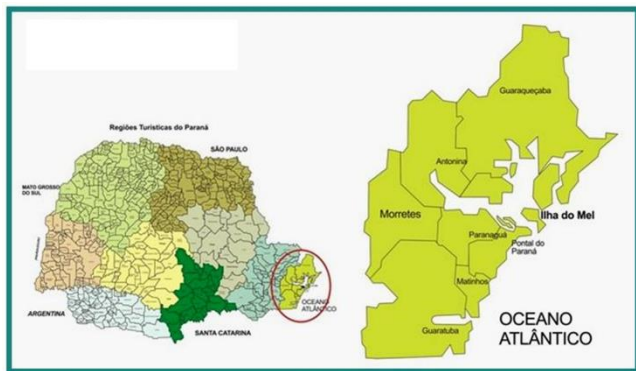 Regiões Turísticas do Paraná
SÃO PAULO
MATO GROSSO
DO SUL
ARGENTINA
SANTA CATARINA
OCEANO
ATLÂNTICO
Guaraqueçaba
Antonina
Morretes
Ilha do Mel
Paranaguá
Pontal do
Paraná
Matinhos
Guaratuba
OCEANO
ATLÂNTICO